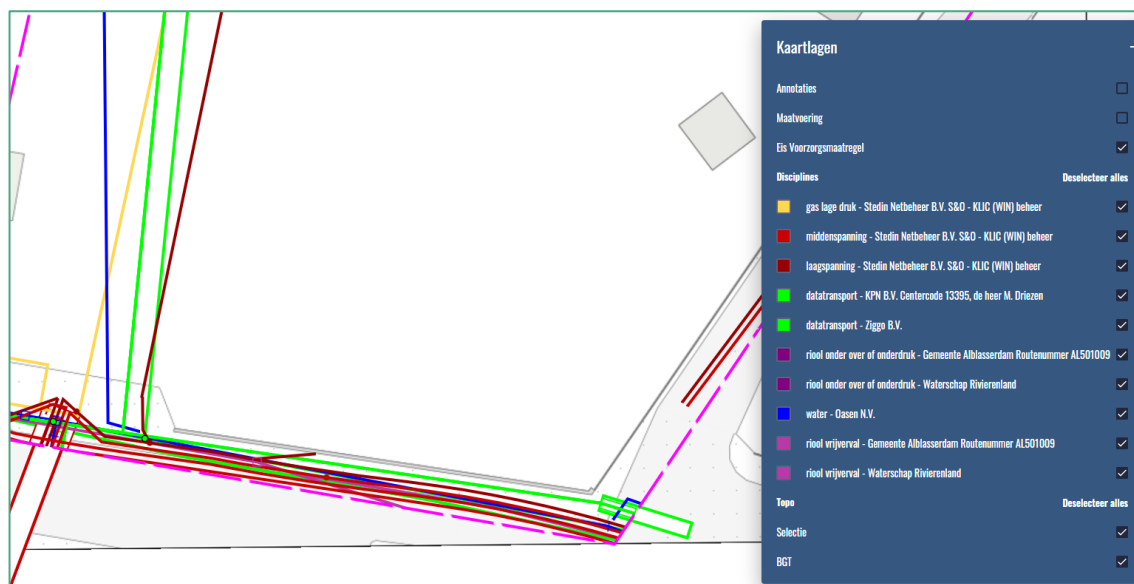 Kaartlagen
Annotaties
Maatvoering
Eis Voorzorgsmaatregel
Disciplines Deselecteer alles
gas lage druk - Stedin Netbeheer B.V. S&O - KLIC (WIN) beheer
middenspanning - Stedin Netbeheer B.V. S&O - KLIC (WIN) beheer
laagspanning - Stedin Netbeheer B.V. S&O - KLIC (WIN) beheer
datatransport - KPN B.V. Centercode 13395, de heer M. Driezen
datatransport - Ziggo B.V.
riool onder over of onderdruk - Gemeente Alblasserdam Routenummer AL501009
riool onder over of onderdruk - Waterschap Rivierenland
water - Oasen N.V.
riool vrijverval - Gemeente Alblasserdam Routenummer AL501009
riool vrijverval - Waterschap Rivierenland
Topo Deselecteer alles
Selectie
BGT